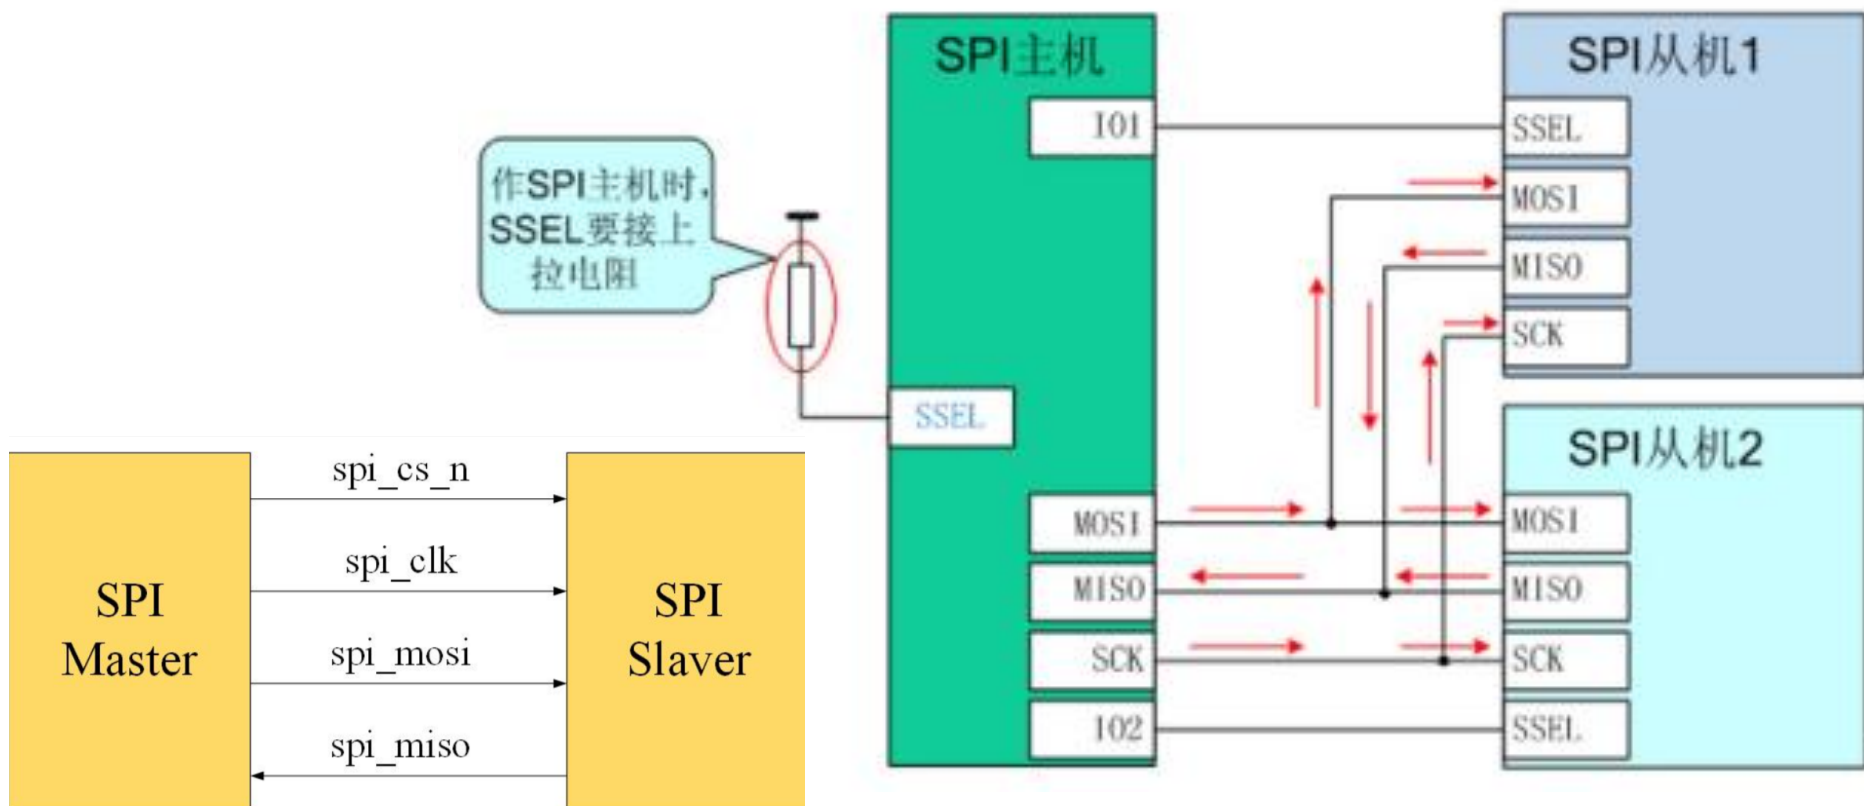 SPI主机
IO1
作SPI主机时,
SSEL要接上
拉电阻
SSEL
MOSI
MISO
SCK
IO2
SPI从机1
SSEL
MOSI
MISO
SCK
SPI从机2
MOSI
MISO
SCK
SSEL
SPI
Master
spi_cs_n
spi_clk
spi_mosi
spi_miso
SPI
Slaver